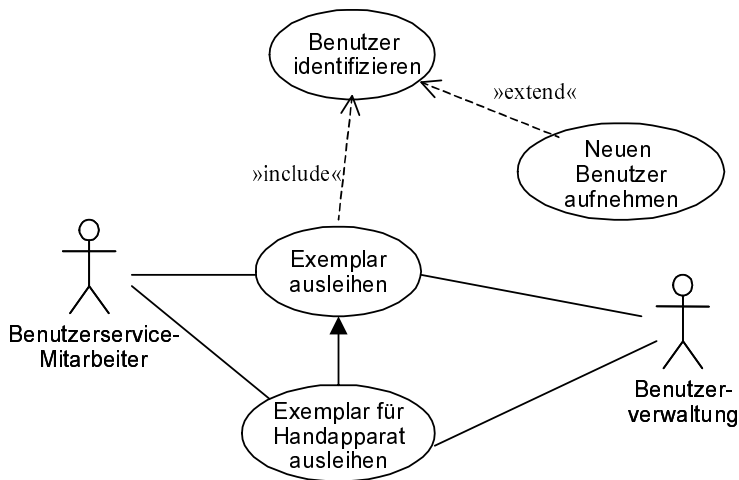 Benutzer
identifizieren
»extend«
Neuen
Benutzer
aufnehmen
»include«
Exemplar
ausleihen
Benutzerservice-
Mitarbeiter
Benutzer-
verwaltung
Exemplar für
Handapparat
ausleihen